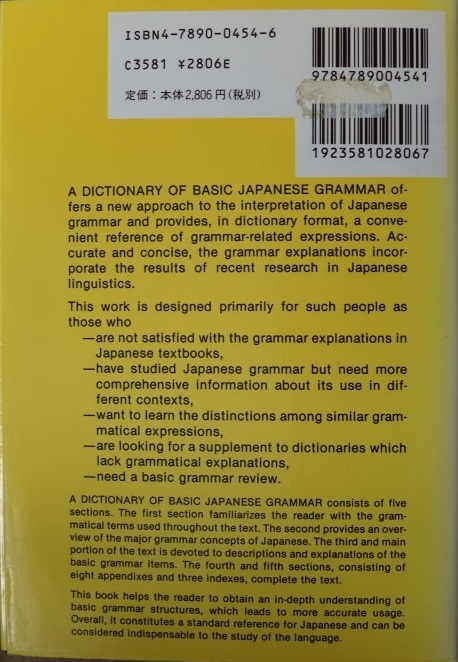 ISBN4-7890-0454-6
C3581 ¥2806E
定価：本体2,806円(税別)
9784789004541
1923581028067
A DICTIONARY OF BASIC JAPANESE GRAMMAR of-
fers a new approach to the interpretation of Japanese
grammar and provides, in dictionary format, a conve-
nient reference of grammar-related expressions. Ac-
curate and concise, the grammar explanations incor-
porate the results of recent research in Japanese
linguistics.
This work is designed primarily for such people as
those who
—are not satisfied with the grammar explanations in
Japanese textbooks,
—have studied Japanese grammar but need more
comprehensive information about its use in dif-
ferent contexts,
—want to learn the distinctions among similar gram-
matical expressions,
—are looking for a supplement to dictionaries which
lack grammatical explanations,
—need a basic grammar review.
A DICTIONARY OF BASIC JAPANESE GRAMMAR consists of five
sections. The first section familiarizes the reader with the gram-
matical terms used throughout the text. The second provides an over-
view of the major grammar concepts of Japanese. The third and main
portion of the text is devoted to descriptions and explanations of the
basic grammar items. The fourth and fifth sections, consisting of
eight appendixes and three indexes, complete the text.
This book helps the reader to obtain an in-depth understanding of
basic grammar structures, which leads to more accurate usage.
Overall, it constitutes a standard reference for Japanese and can be
considered indispensable to the study of the language.